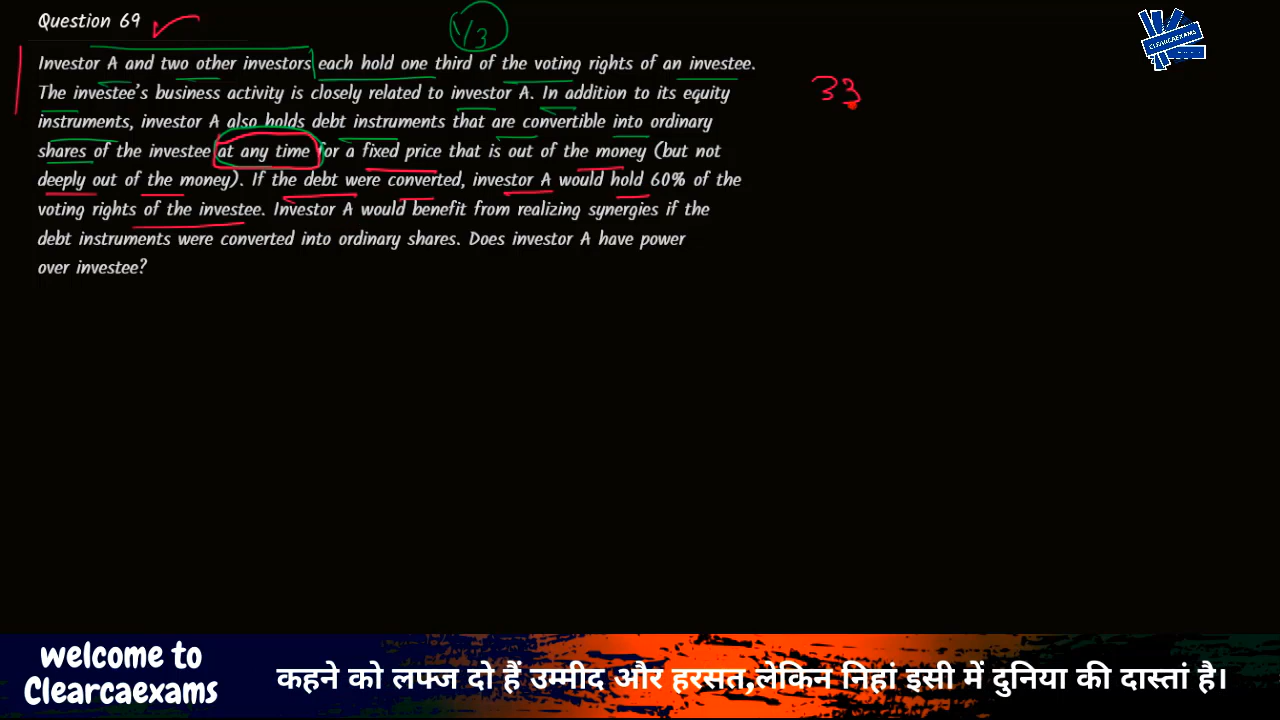 Question 69
1/3
CLEARCAEXAMS
Investor A and two other investors each hold one third of the voting rights of an investee.
The investee's business activity is closely related to investor A. In addition to its equity
33
instruments, investor A also holds debt instruments that are convertible into ordinary
shares of the investee at any time for a fixed price that is out of the money (but not
deeply out of the money). If the debt were converted, investor A would hold 60% of the
voting rights of the investee. Investor A would benefit from realizing synergies if the
debt instruments were converted into ordinary shares. Does investor A have power
over investee?
welcome to
Clearcaexams
कहने को लफ्ज दो हैं उम्मीद और हसरत,लेकिन निहां इसी में दुनिया की दास्तां है।